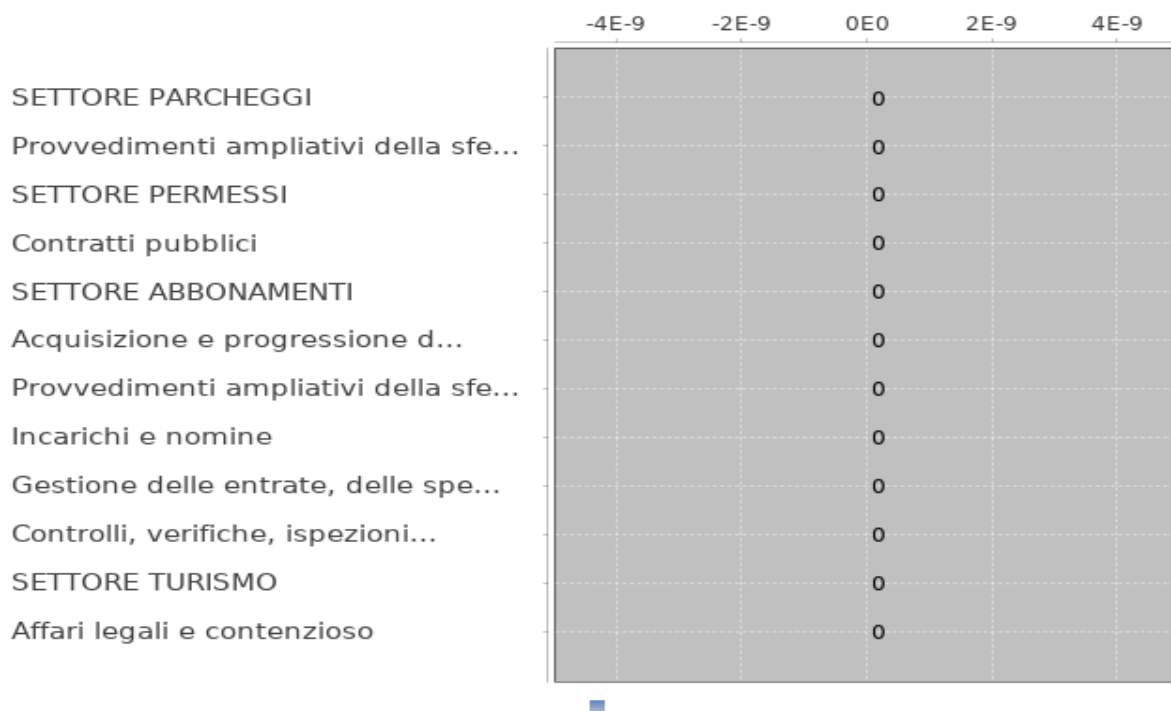 -4E-9 -2E-9 0E0 2E-9 4E-9
SETTORE PARCHEGGI 0
Provvedimenti ampliativi della sfe... 0
SETTORE PERMESSI 0
Contratti pubblici 0
SETTORE ABBONAMENTI 0
Acquisizione e progressione d... 0
Provvedimenti ampliativi della sfe... 0
Incarichi e nomine 0
Gestione delle entrate, delle spe... 0
Controlli, verifiche, ispezioni... 0
SETTORE TURISMO 0
Affari legali e contenzioso 0